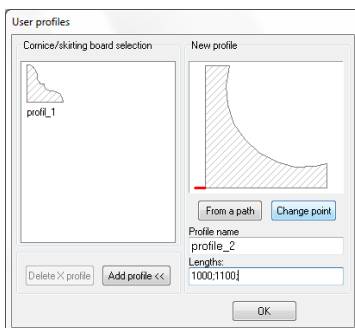 User profiles
Cornice/skirting board selection
profil_1
Delete X profile
Add profile <<
New profile
From a path
Change point
Profile name
profile_2
Lengths:
1000;1100;
OK